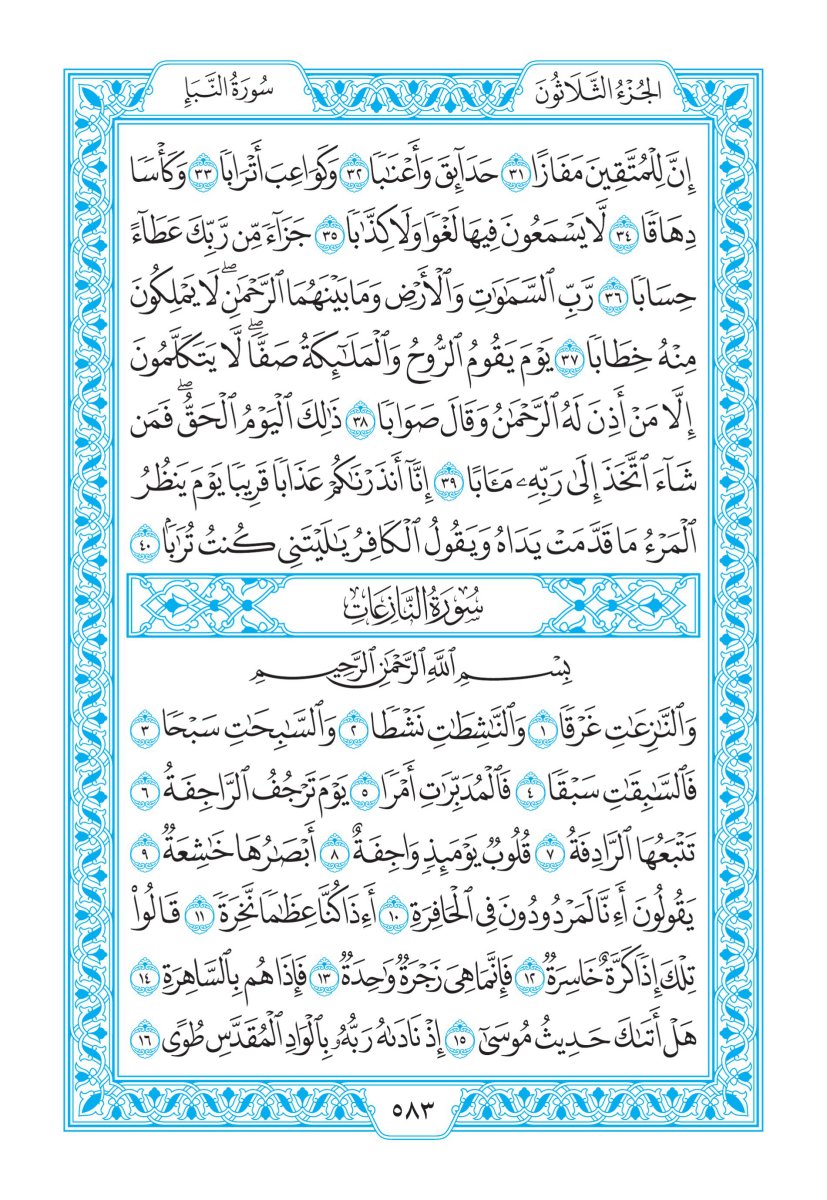 الجُزْءُ الثَّلَاثُونَ
سُورَةُ النَّبَإِ
إِنَّ لِلْمُتَّقِينَ مَفَازًا ٣١ حَدَآئِقَ وَأَعْنَٰبٗا ٣٢ وَكَوَاعِبَ أَتۡرَابٗا ٣٣ وَكَأۡسٗا
دِهَاقٗا ٣٤ لَّا يَسۡمَعُونَ فِيهَا لَغۡوٗا وَلَا كِذَّٰبٗا ٣٥ جَزَآءٗ مِّن رَّبِّكَ عَطَآءً
حِسَابٗا ٣٦ رَّبِّ ٱلسَّمَٰوَٰتِ وَٱلۡأَرۡضِ وَمَا بَيۡنَهُمَا ٱلرَّحۡمَٰنِۖ لَا يَمۡلِكُونَ
مِنۡهُ خِطَابٗا ٣٧ يَوۡمَ يَقُومُ ٱلرُّوحُ وَٱلۡمَلَٰٓئِكَةُ صَفّٗاۖ لَّا يَتَكَلَّمُونَ
إِلَّا مَنۡ أَذِنَ لَهُ ٱلرَّحۡمَٰنُ وَقَالَ صَوَابٗا ٣٨ ذَٰلِكَ ٱلۡيَوۡمُ ٱلۡحَقُّۖ فَمَن
شَآءَ ٱتَّخَذَ إِلَىٰ رَبِّهِۦ مَـَٔابًا ٣٩ إِنَّآ أَنذَرۡنَٰكُمۡ عَذَابٗا قَرِيبٗا يَوۡمَ يَنظُرُ
ٱلۡمَرۡءُ مَا قَدَّمَتۡ يَدَاهُ وَيَقُولُ ٱلۡكَافِرُ يَٰلَيۡتَنِي كُنتُ تُرَٰبَۢا ٤٠
سُورَةُ النَّازِعَاتِ
بِسۡمِ ٱللَّهِ ٱلرَّحۡمَٰنِ ٱلرَّحِيمِ
وَٱلنَّٰزِعَٰتِ غَرۡقٗا ١ وَٱلنَّٰشِطَٰتِ نَشۡطٗا ٢ وَٱلسَّٰبِحَٰتِ سَبۡحٗا ٣
فَٱلسَّٰبِقَٰتِ سَبۡقٗا ٤ فَٱلۡمُدَبِّرَٰتِ أَمۡرٗا ٥ يَوۡمَ تَرۡجُفُ ٱلرَّاجِفَةُ ٦
تَتۡبَعُهَا ٱلرَّادِفَةُ ٧ قُلُوبٞ يَوۡمَئِذٖ وَاجِفَةٌ ٨ أَبۡصَٰرُهَا خَٰشِعَةٞ ٩
يَقُولُونَ أَءِنَّا لَمَرۡدُودُونَ فِي ٱلۡحَافِرَةِ ١٠ أَءِذَا كُنَّا عِظَٰمٗا نَّخِرَةٗ ١١ قَالُواْ
تِلۡكَ إِذٗا كَرَّةٌ خَاسِرَةٞ ١٢ فَإِنَّمَا هِيَ زَجۡرَةٞ وَٰحِدَةٞ ١٣ فَإِذَا هُم بِٱلسَّاهِرَةِ ١٤
هَلۡ أَتَىٰكَ حَدِيثُ مُوسَىٰٓ ١٥ إِذۡ نَادَىٰهُ رَبُّهُۥ بِٱلۡوَادِ ٱلۡمُقَدَّسِ طُوًى ١٦
٥٨٣